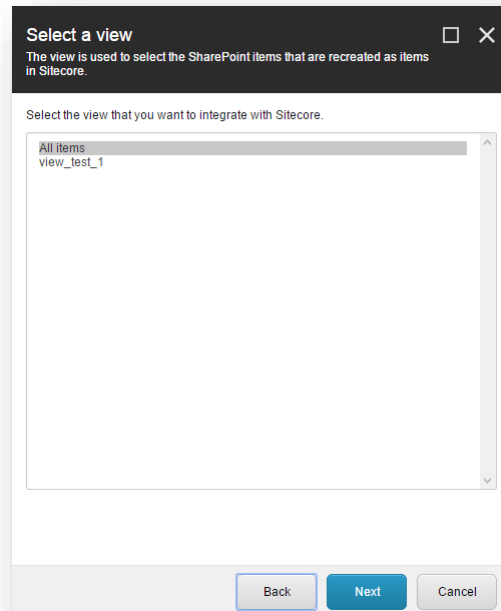 Select a view
The view is used to select the SharePoint items that are recreated as items
in Sitecore.
Select the view that you want to integrate with Sitecore.
All items
view_test_1
Back
Next
Cancel